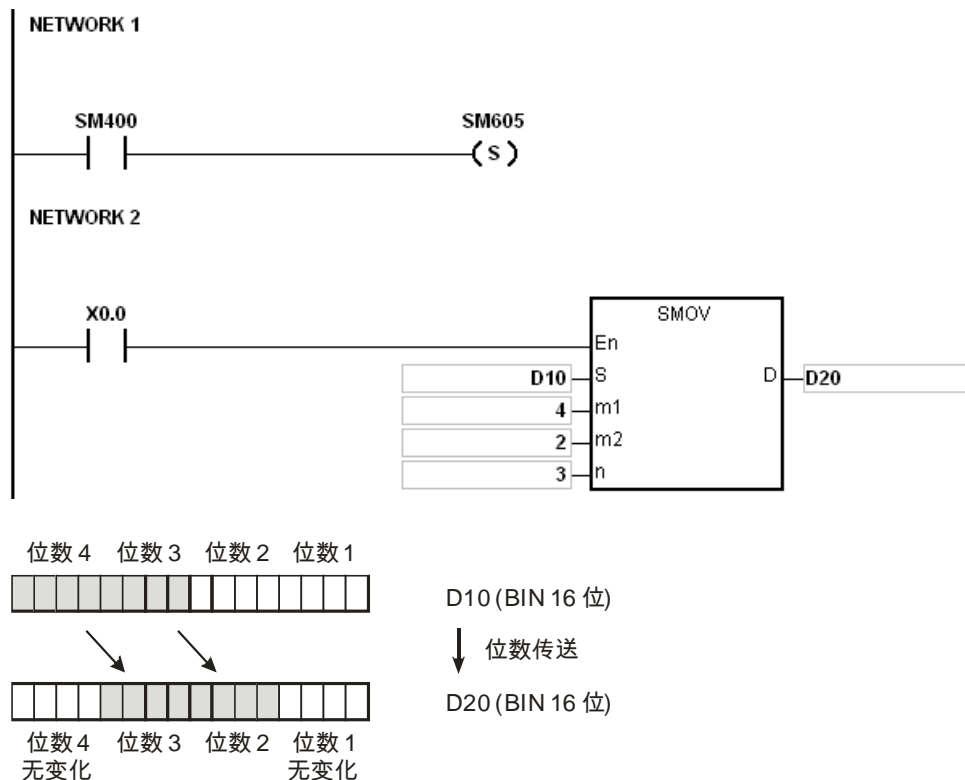 NETWORK 1
SM400 SM605
( S )
NETWORK 2
X0.0 SMOV
En
D10 S D D20
4 m1
2 m2
3 n
位数 4 位数 3 位数 2 位数 1
D10 (BIN 16 位)
位数传送
D20 (BIN 16 位)
位数 4 位数 3 位数 2 位数 1
无变化 无变化